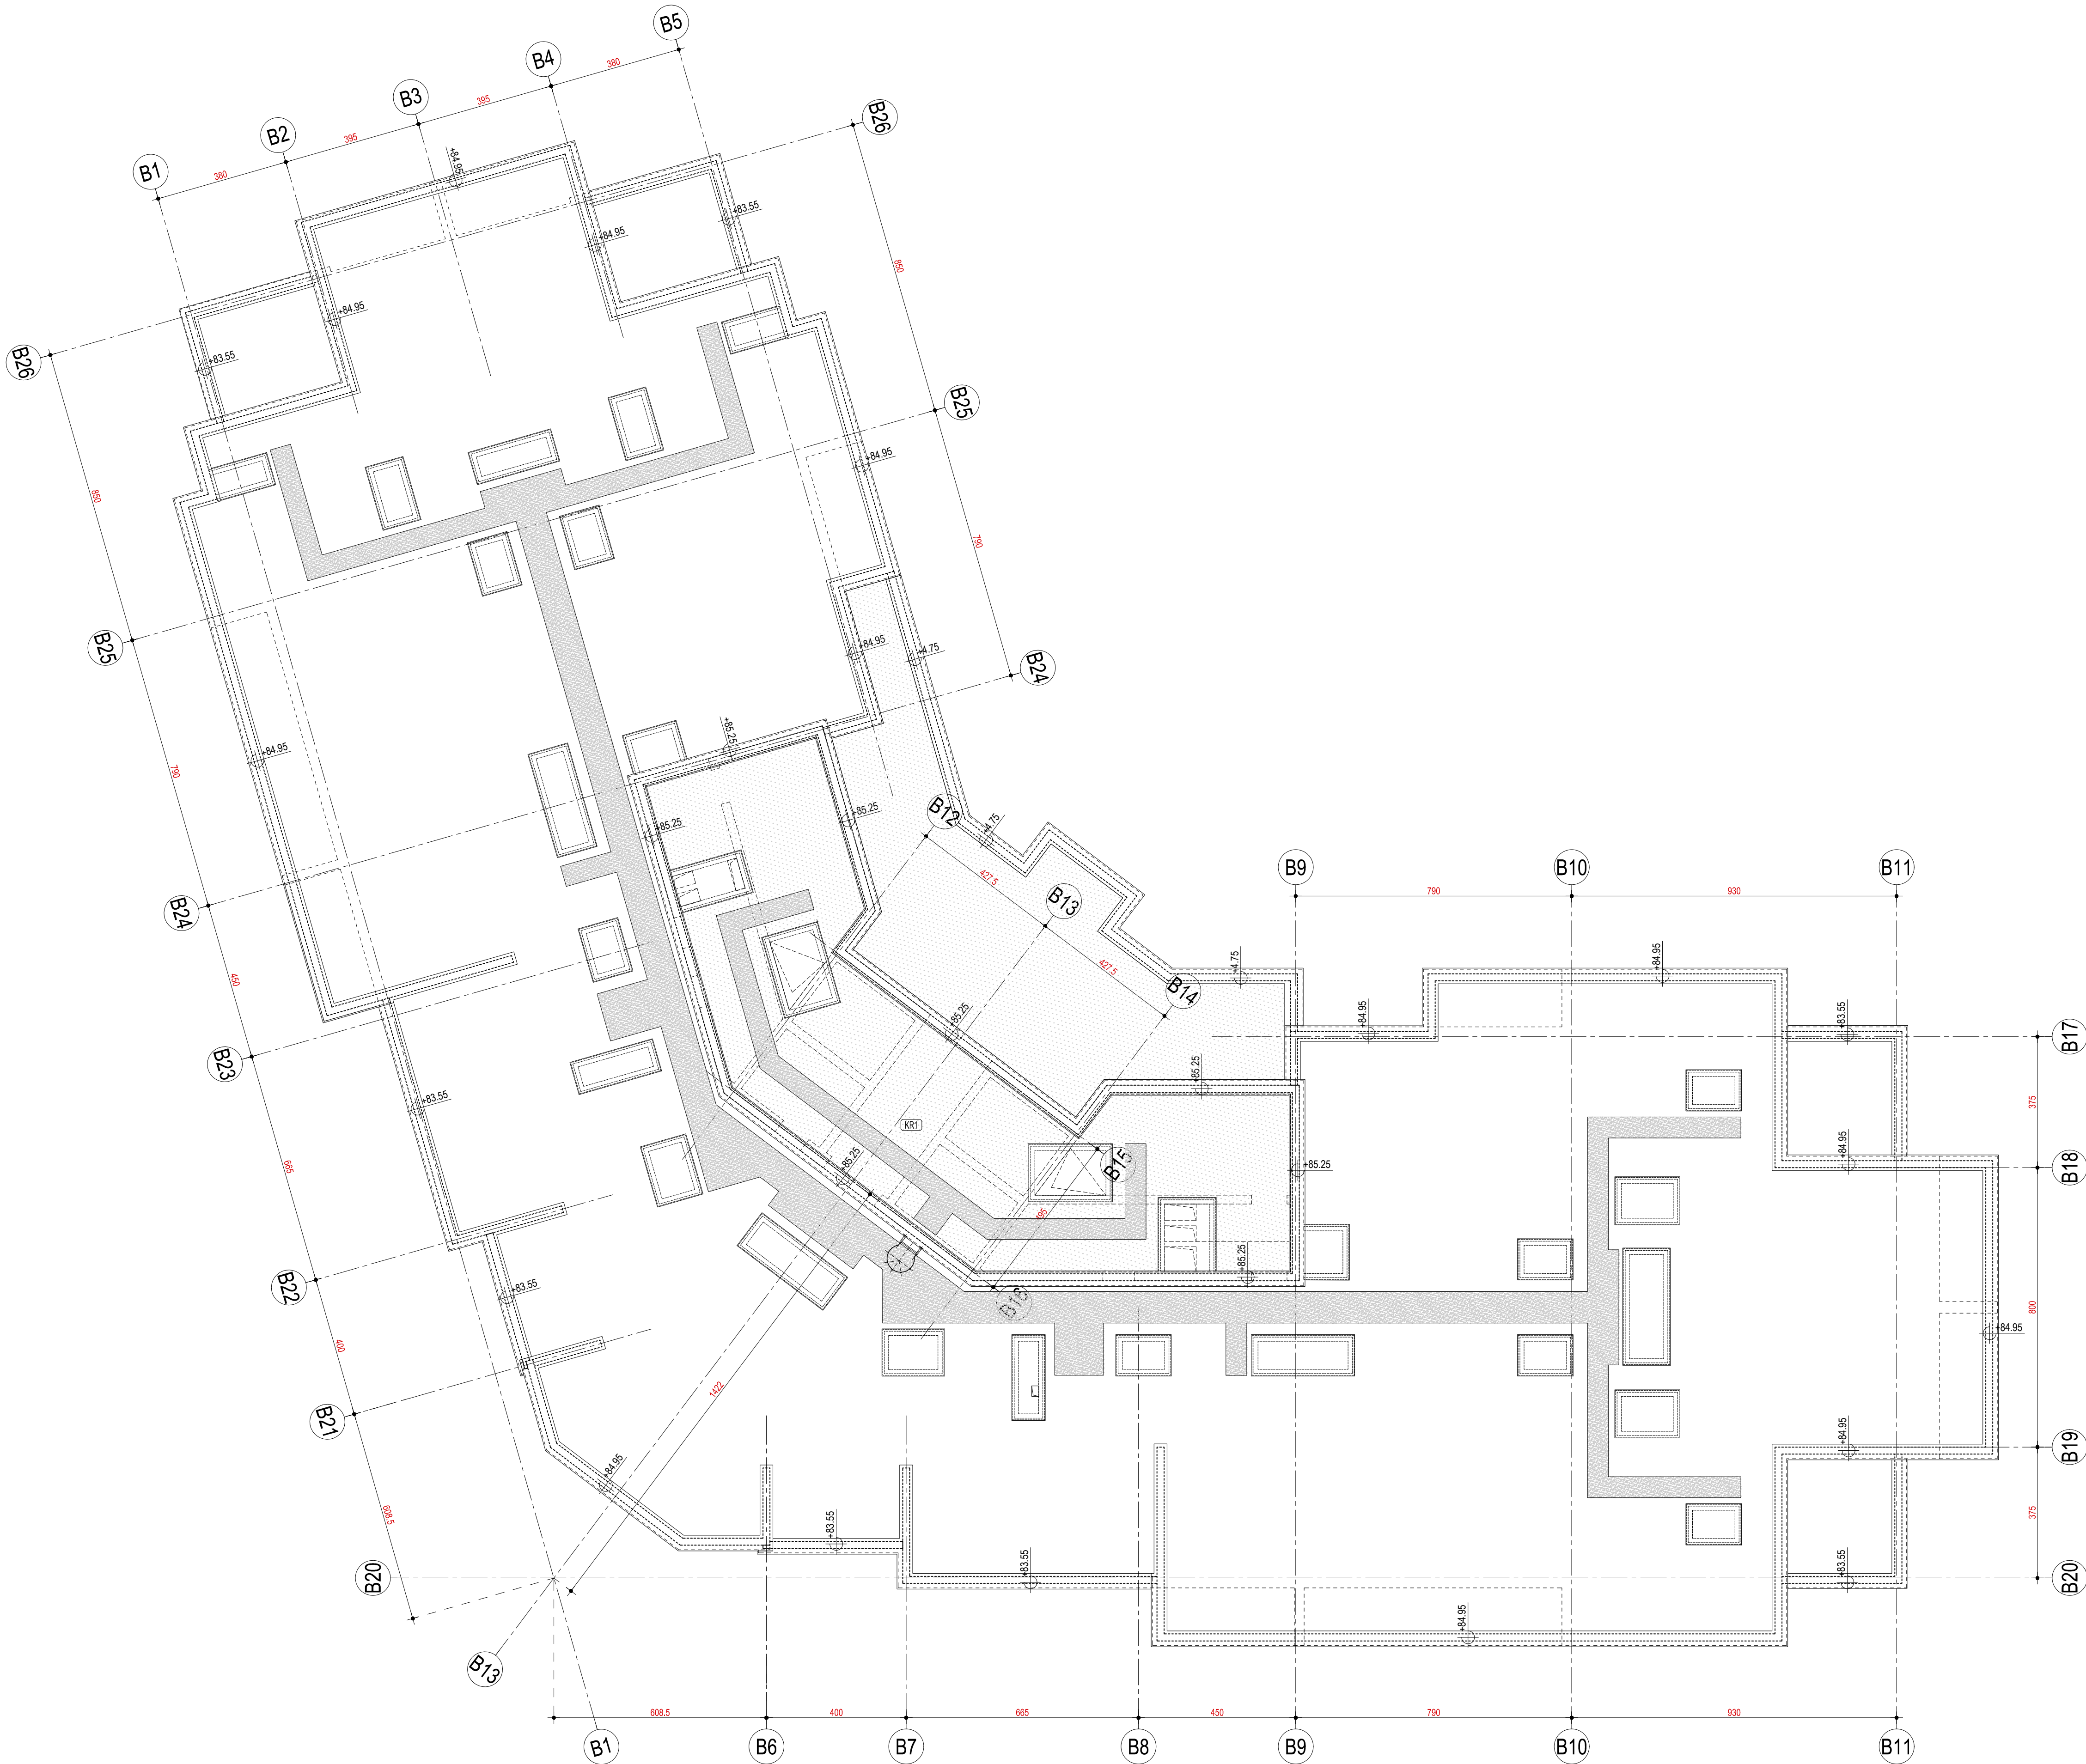 B5
B4
380
B3
395
B26
B2
395
B1
380
+84.95
+83.55
+84.95
850
+84.95
B26
+83.55
B25
+84.95
850
790
B25
+84.95
+4.75
B24
+85.25
+84.95
790
+85.25
+85.25
B12
+4.75
427.5
B9
B10
B11
790
930
B13
B24
427.5
+4.75
+84.95
B14
450
+85.25
+84.95
+83.55
B17
B23
+85.25
375
+83.55
KR1
+84.95
B18
B15
+85.25
665
+85.25
495
+85.25
B22
+83.55
B16
800
+84.95
400
1422
B21
+84.95
B19
+84.95
608.5
+83.55
375
B20
+83.55
+83.55
B20
+84.95
B13
608.5
400
665
450
790
930
B1
B6
B7
B8
B9
B10
B11